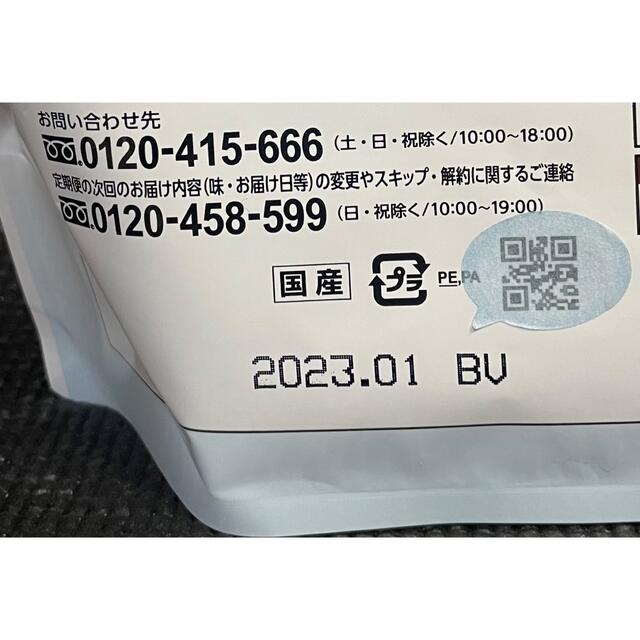 お問い合わせ先
0120-415-666 (土・日・祝除く/10:00~18:00)
定期便の次回のお届け内容(味・お届け日等)の変更やスキップ・解約に関するご連絡
0120-458-599 (日・祝除く/10:00~19:00)
国産 プラ PE,PA
2023.01 BV